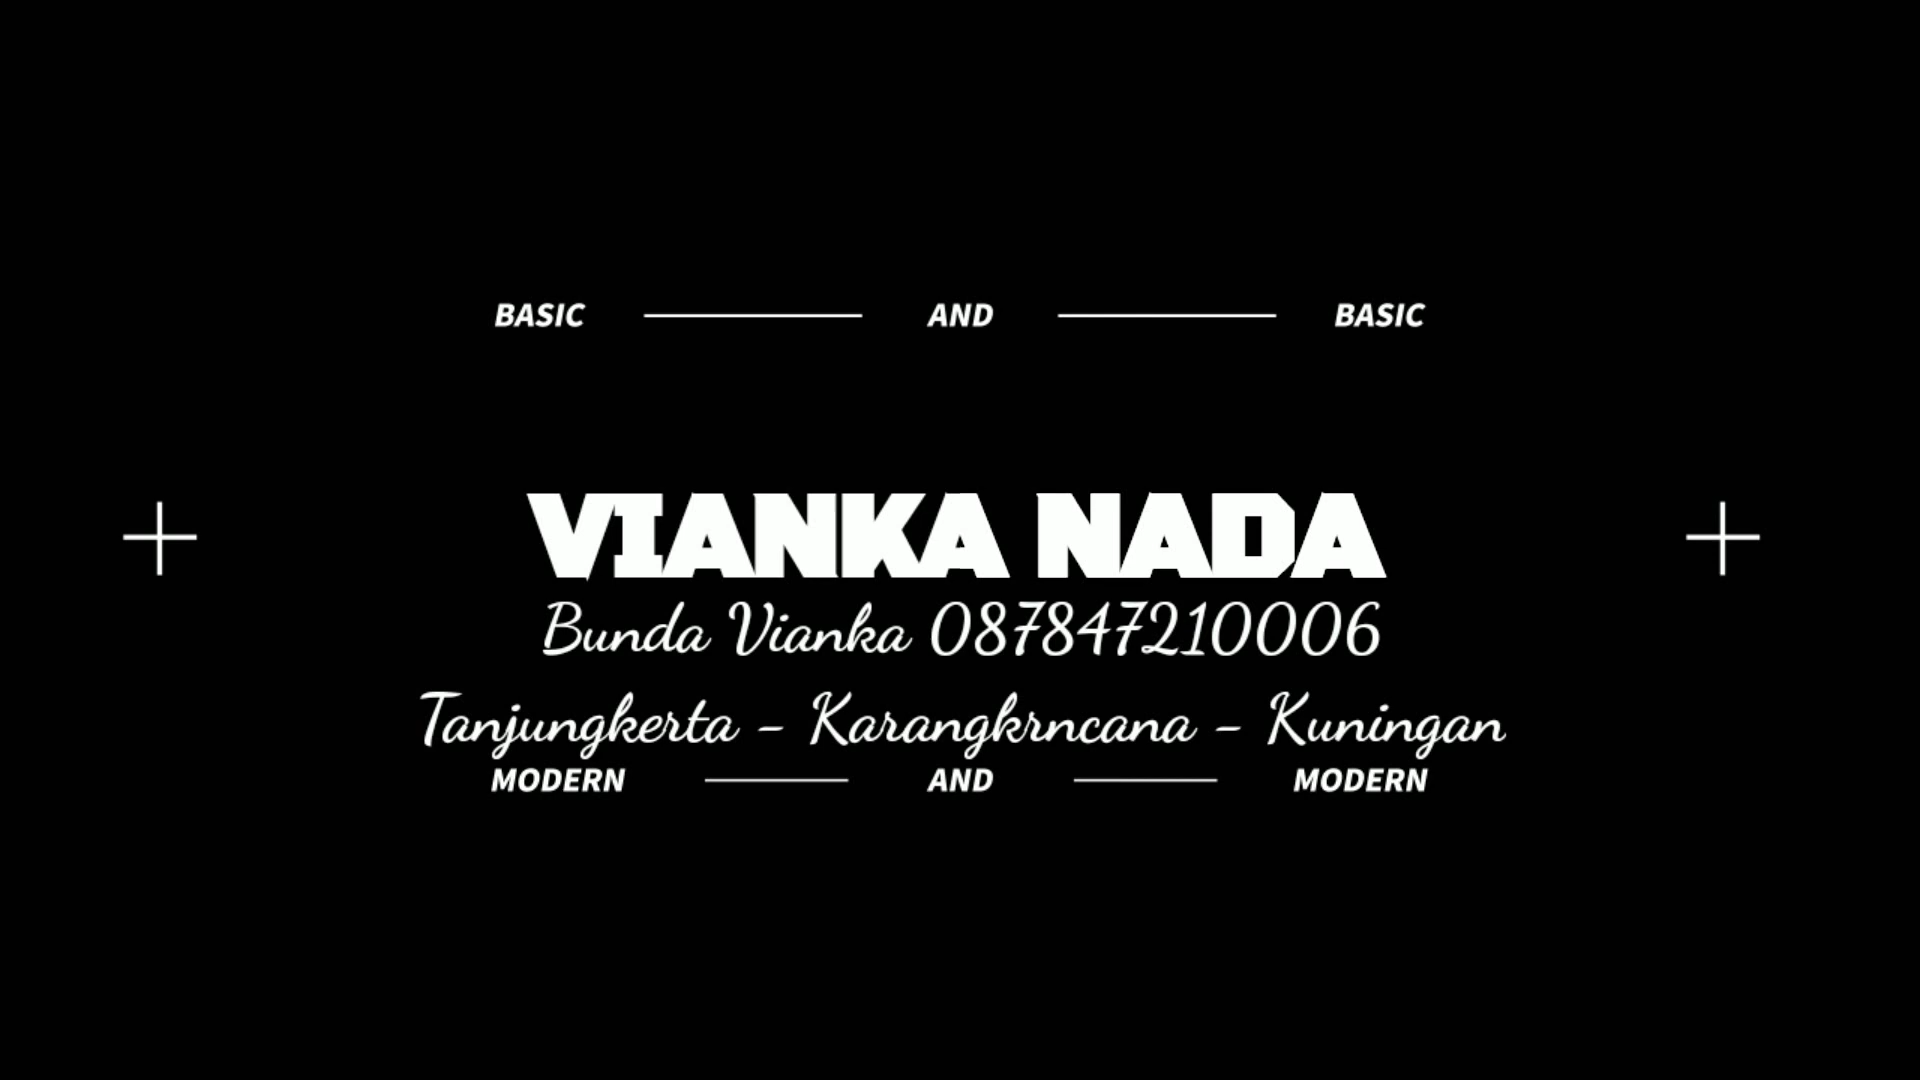 BASIC AND BASIC
VIANKA NADA
Bunda Vianka 087847210006
Tanjungkerta - Karangkrncana - Kuningan
MODERN AND MODERN